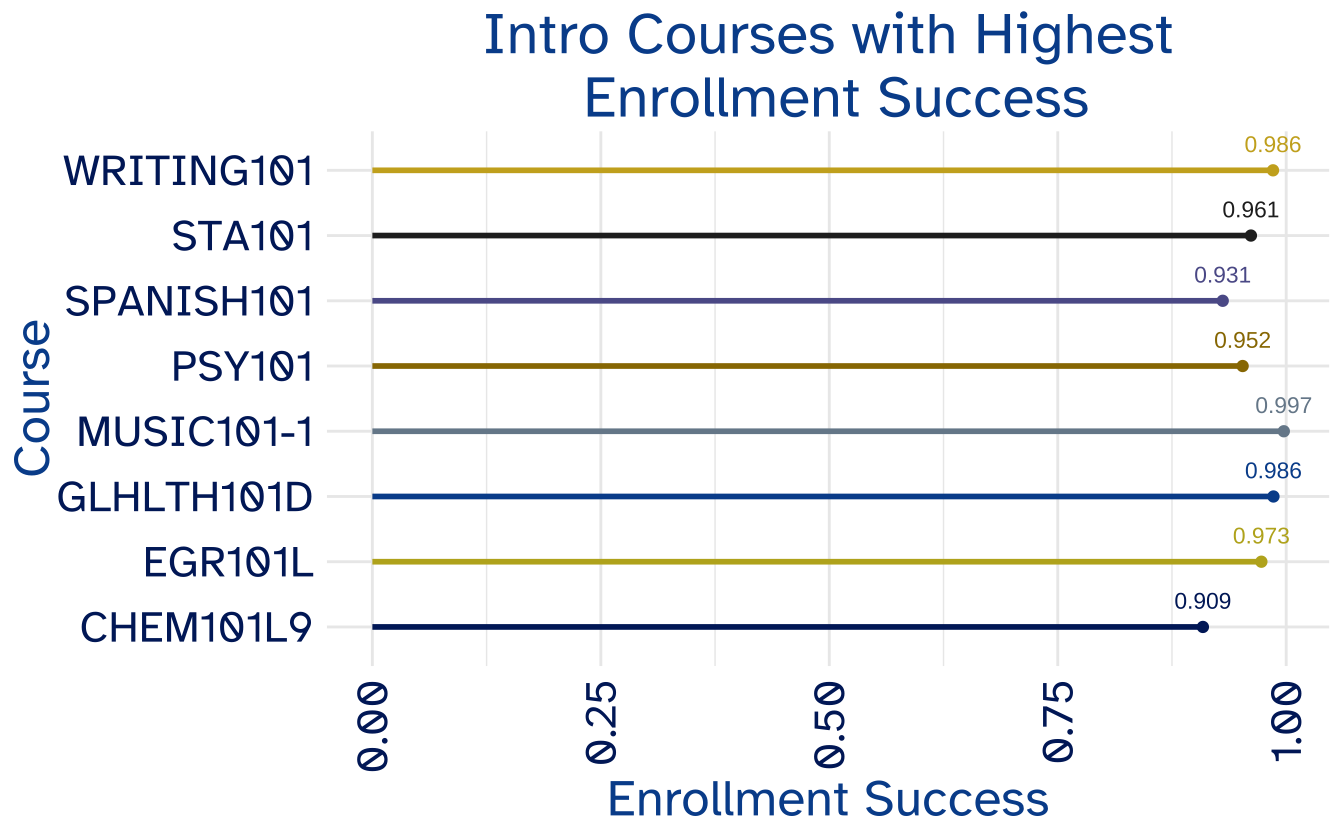 Intro Courses with Highest
Enrollment Success
WRITING101
0.986
STA101
0.961
SPANISH101
0.931
PSY101
0.952
MUSIC101-1
0.997
GLHLTH101D
0.986
EGR101L
0.973
CHEM101L9
0.909
Course
0.00
0.25
0.50
0.75
1.00
Enrollment Success